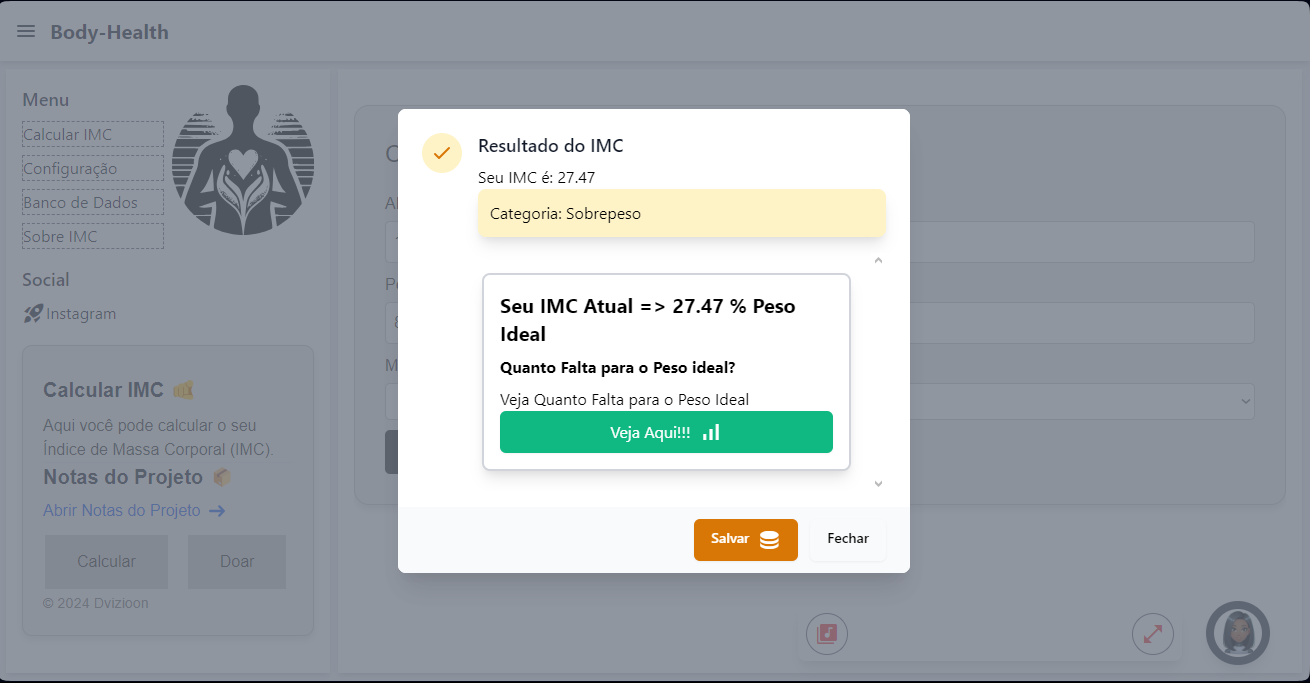 Body-Health
Menu
Calcular IMC
Configuração
Banco de Dados
Sobre IMC
Social
Instagram
Calcular IMC
Aqui você pode calcular o seu
Índice de Massa Corporal (IMC).
Notas do Projeto
Abrir Notas do Projeto
Calcular
Doar
© 2024 Dvizioon
Resultado do IMC
Seu IMC é: 27.47
Categoria: Sobrepeso
Seu IMC Atual => 27.47 % Peso
Ideal
Quanto Falta para o Peso ideal?
Veja Quanto Falta para o Peso Ideal
Veja Aqui!!!
Salvar
Fechar